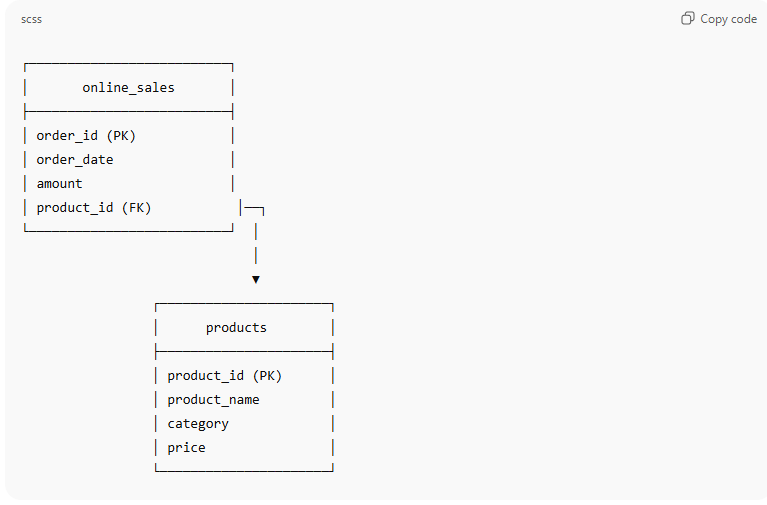 scss
Copy code
online_sales
order_id (PK)
order_date
amount
product_id (FK)
products
product_id (PK)
product_name
category
price